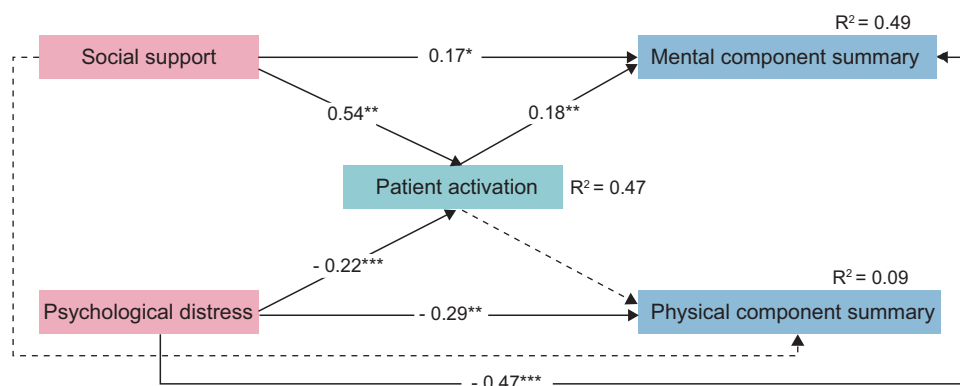 R² = 0.49
Social support
0.17*
Mental component summary
0.54**
0.18**
Patient activation
R² = 0.47
- 0.22***
R² = 0.09
Psychological distress
- 0.29**
Physical component summary
- 0.47***